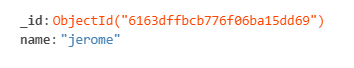 _id: ObjectId("6163dffbcb776f06ba15dd69")
name: "jerome"